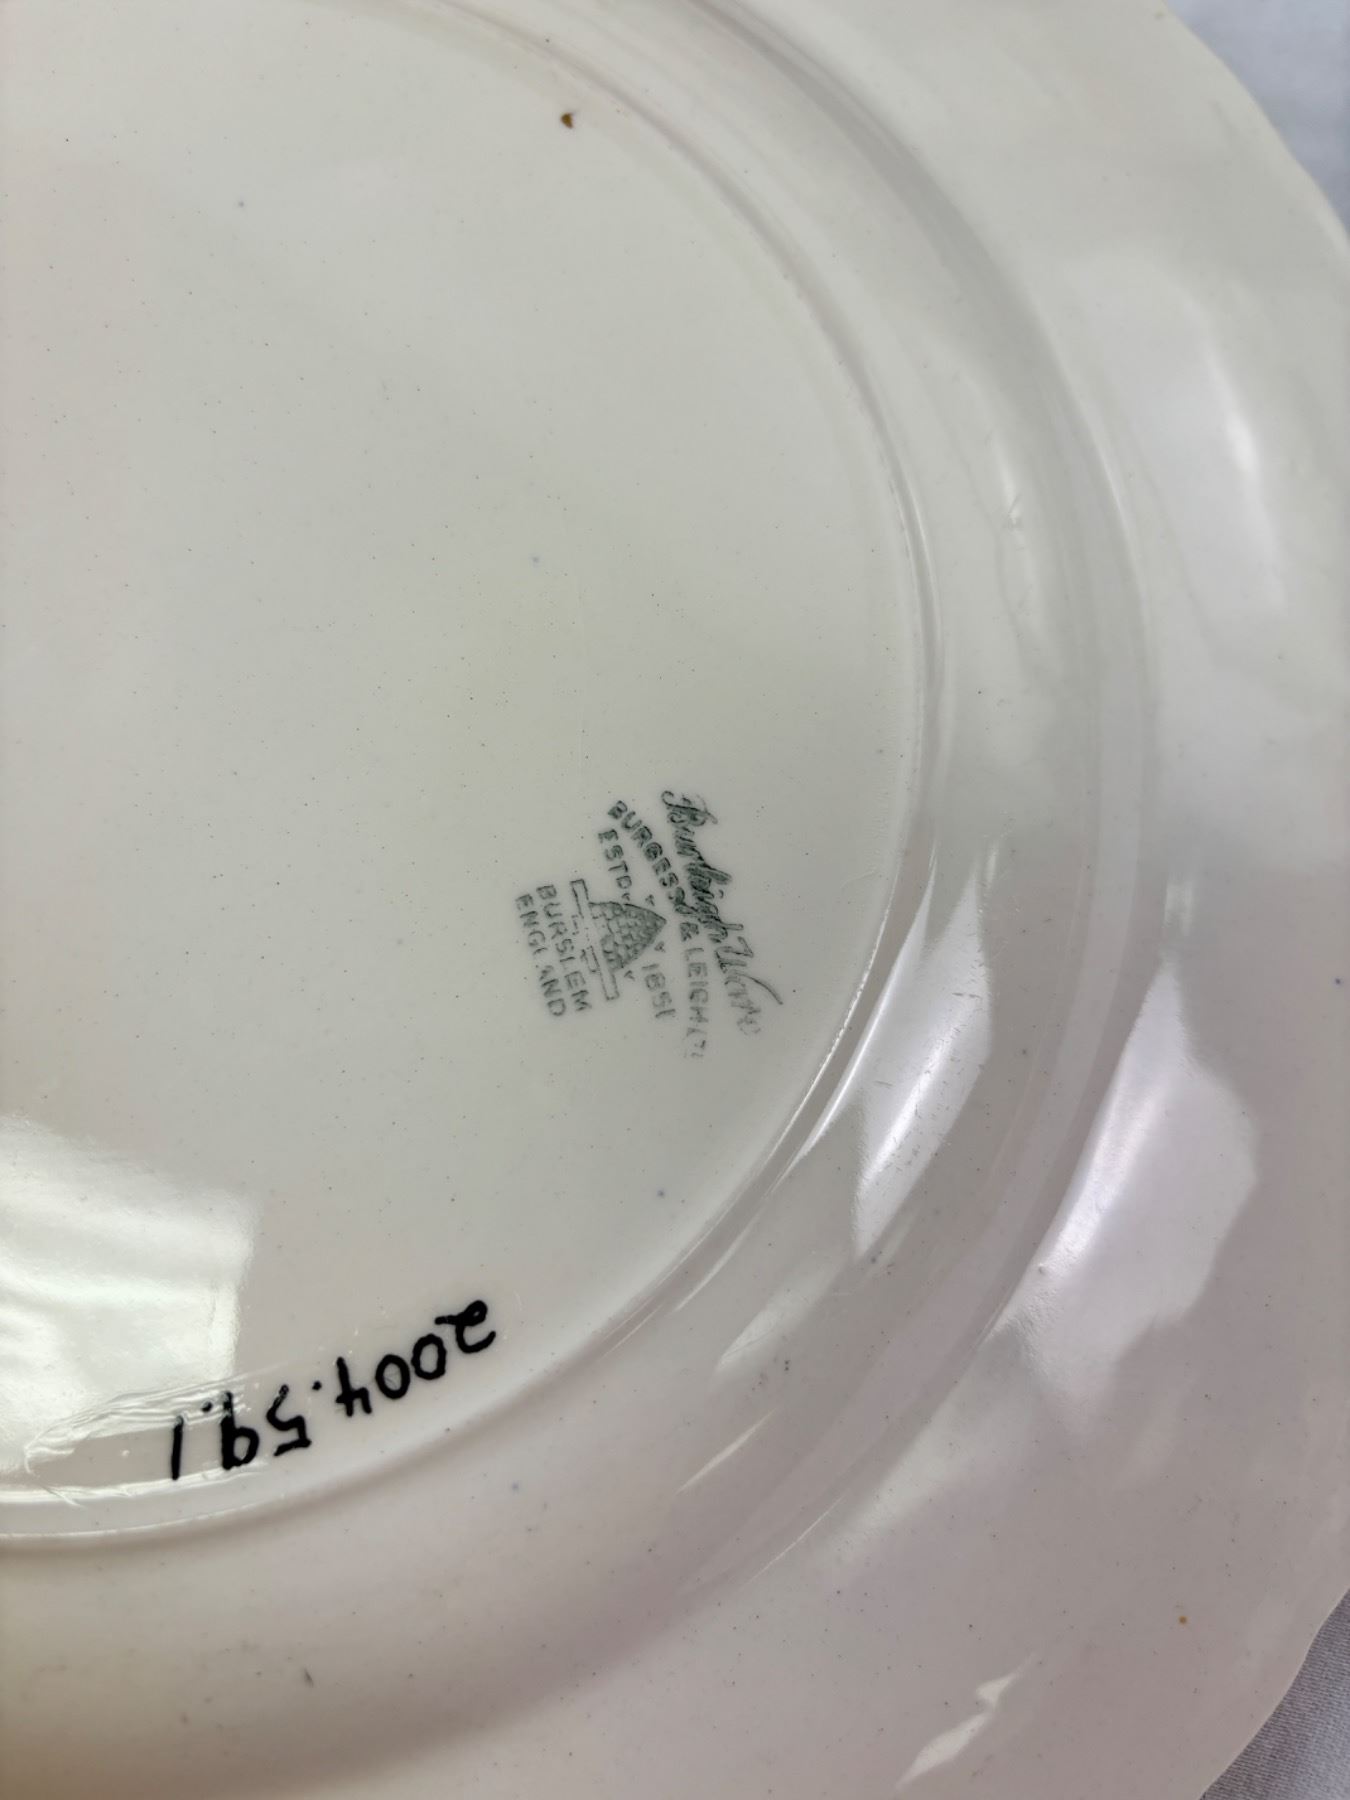 Burleigh Ware
BURGESS & LEIGH LTD
ESTD. 1851
BURSLEM
ENGLAND
2004.59.1